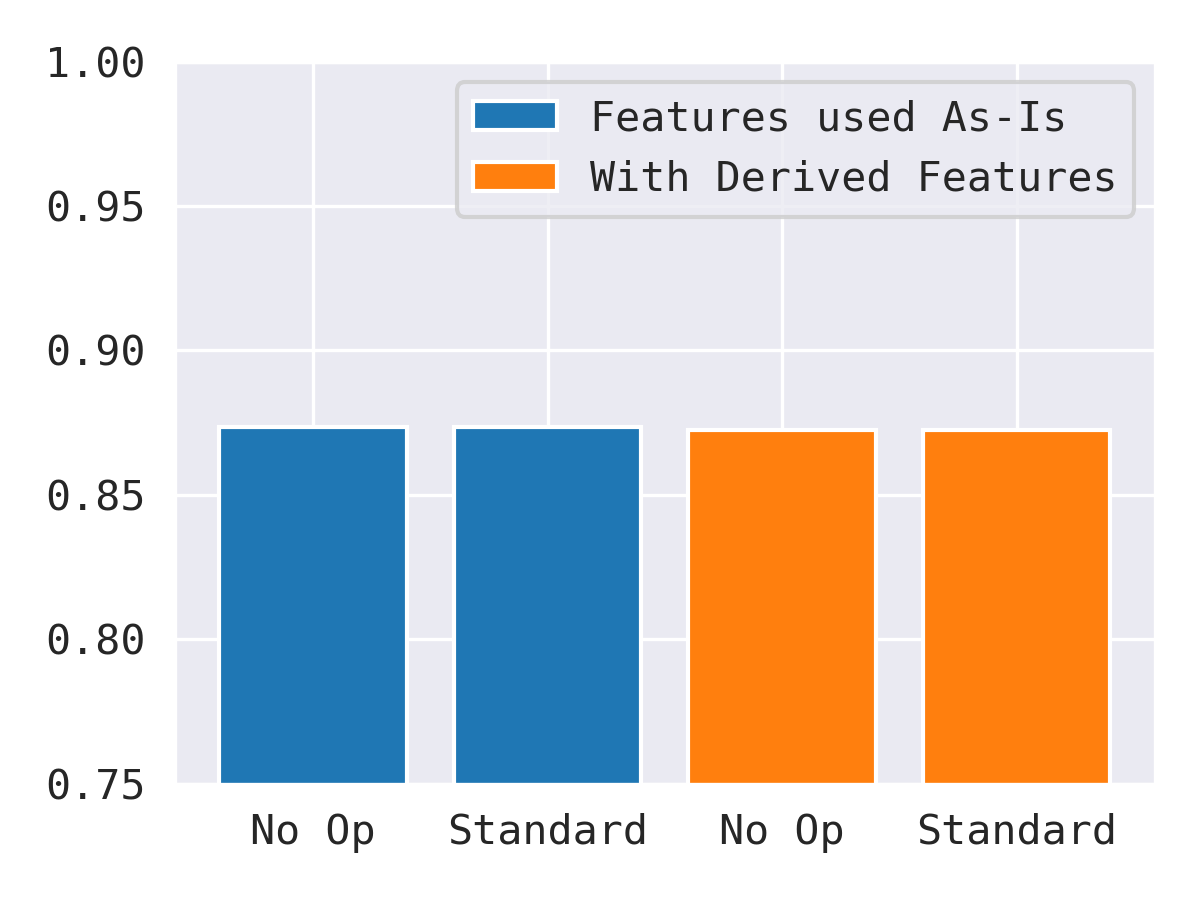 1.00
0.95
0.90
0.85
0.80
0.75
Features used As-Is
With Derived Features
No Op
Standard
No Op
Standard